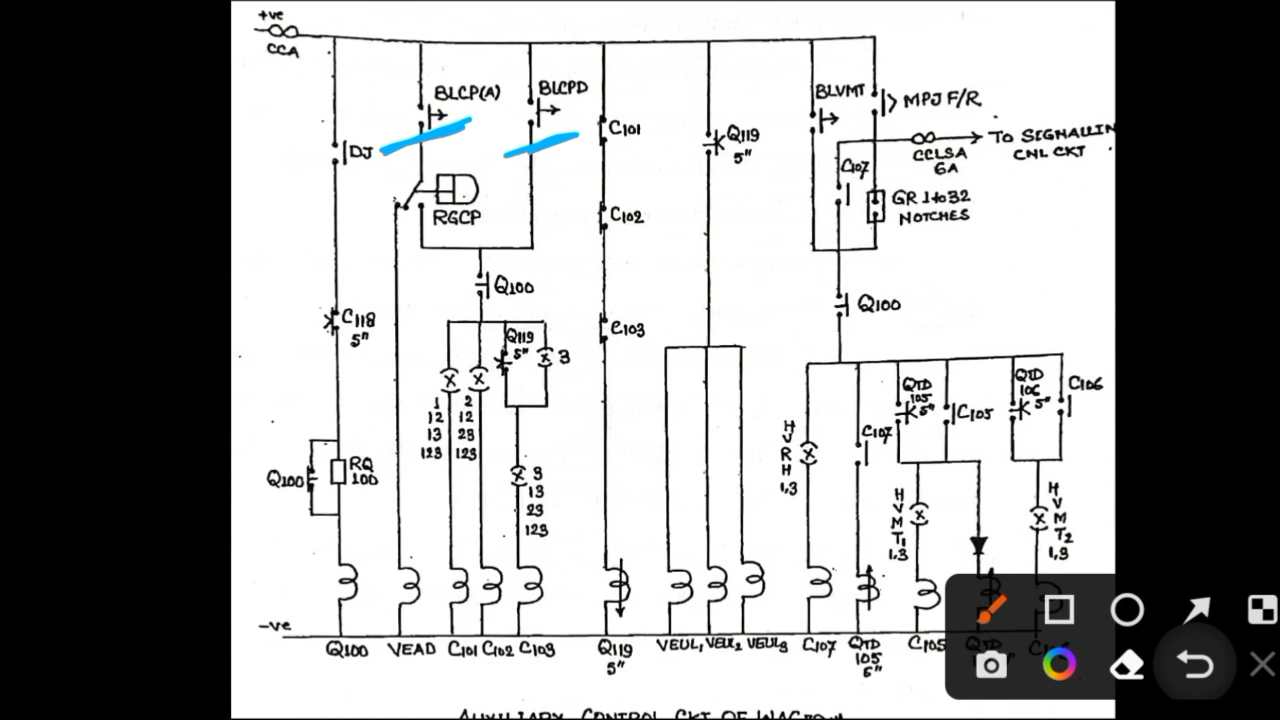 +ve
CCA
BLCP(A)
BLCPD
BLVMT
MPJ F/R
DJ
C101
Q119
5"
TO SIGNALLIN
CNL CKT
CCLSA
6A
C107
RGCP
C102
GR 1 to 32
NOTCHES
Q100
Q100
C118
5"
C103
Q119
5"
3
QTD
105
5"
C105
QTD
106
5"
C106
1
12
13
123
2
12
23
123
C107
HVRH
1,3
Q100
RQ
100
3
13
23
123
HVMT1
1,3
HVMT2
1,3
-ve
Q100
VEAD
C101
C102
C103
Q119
5"
VEUL1
VEUL2
VEUL3
C107
QTD
105
5"
C105